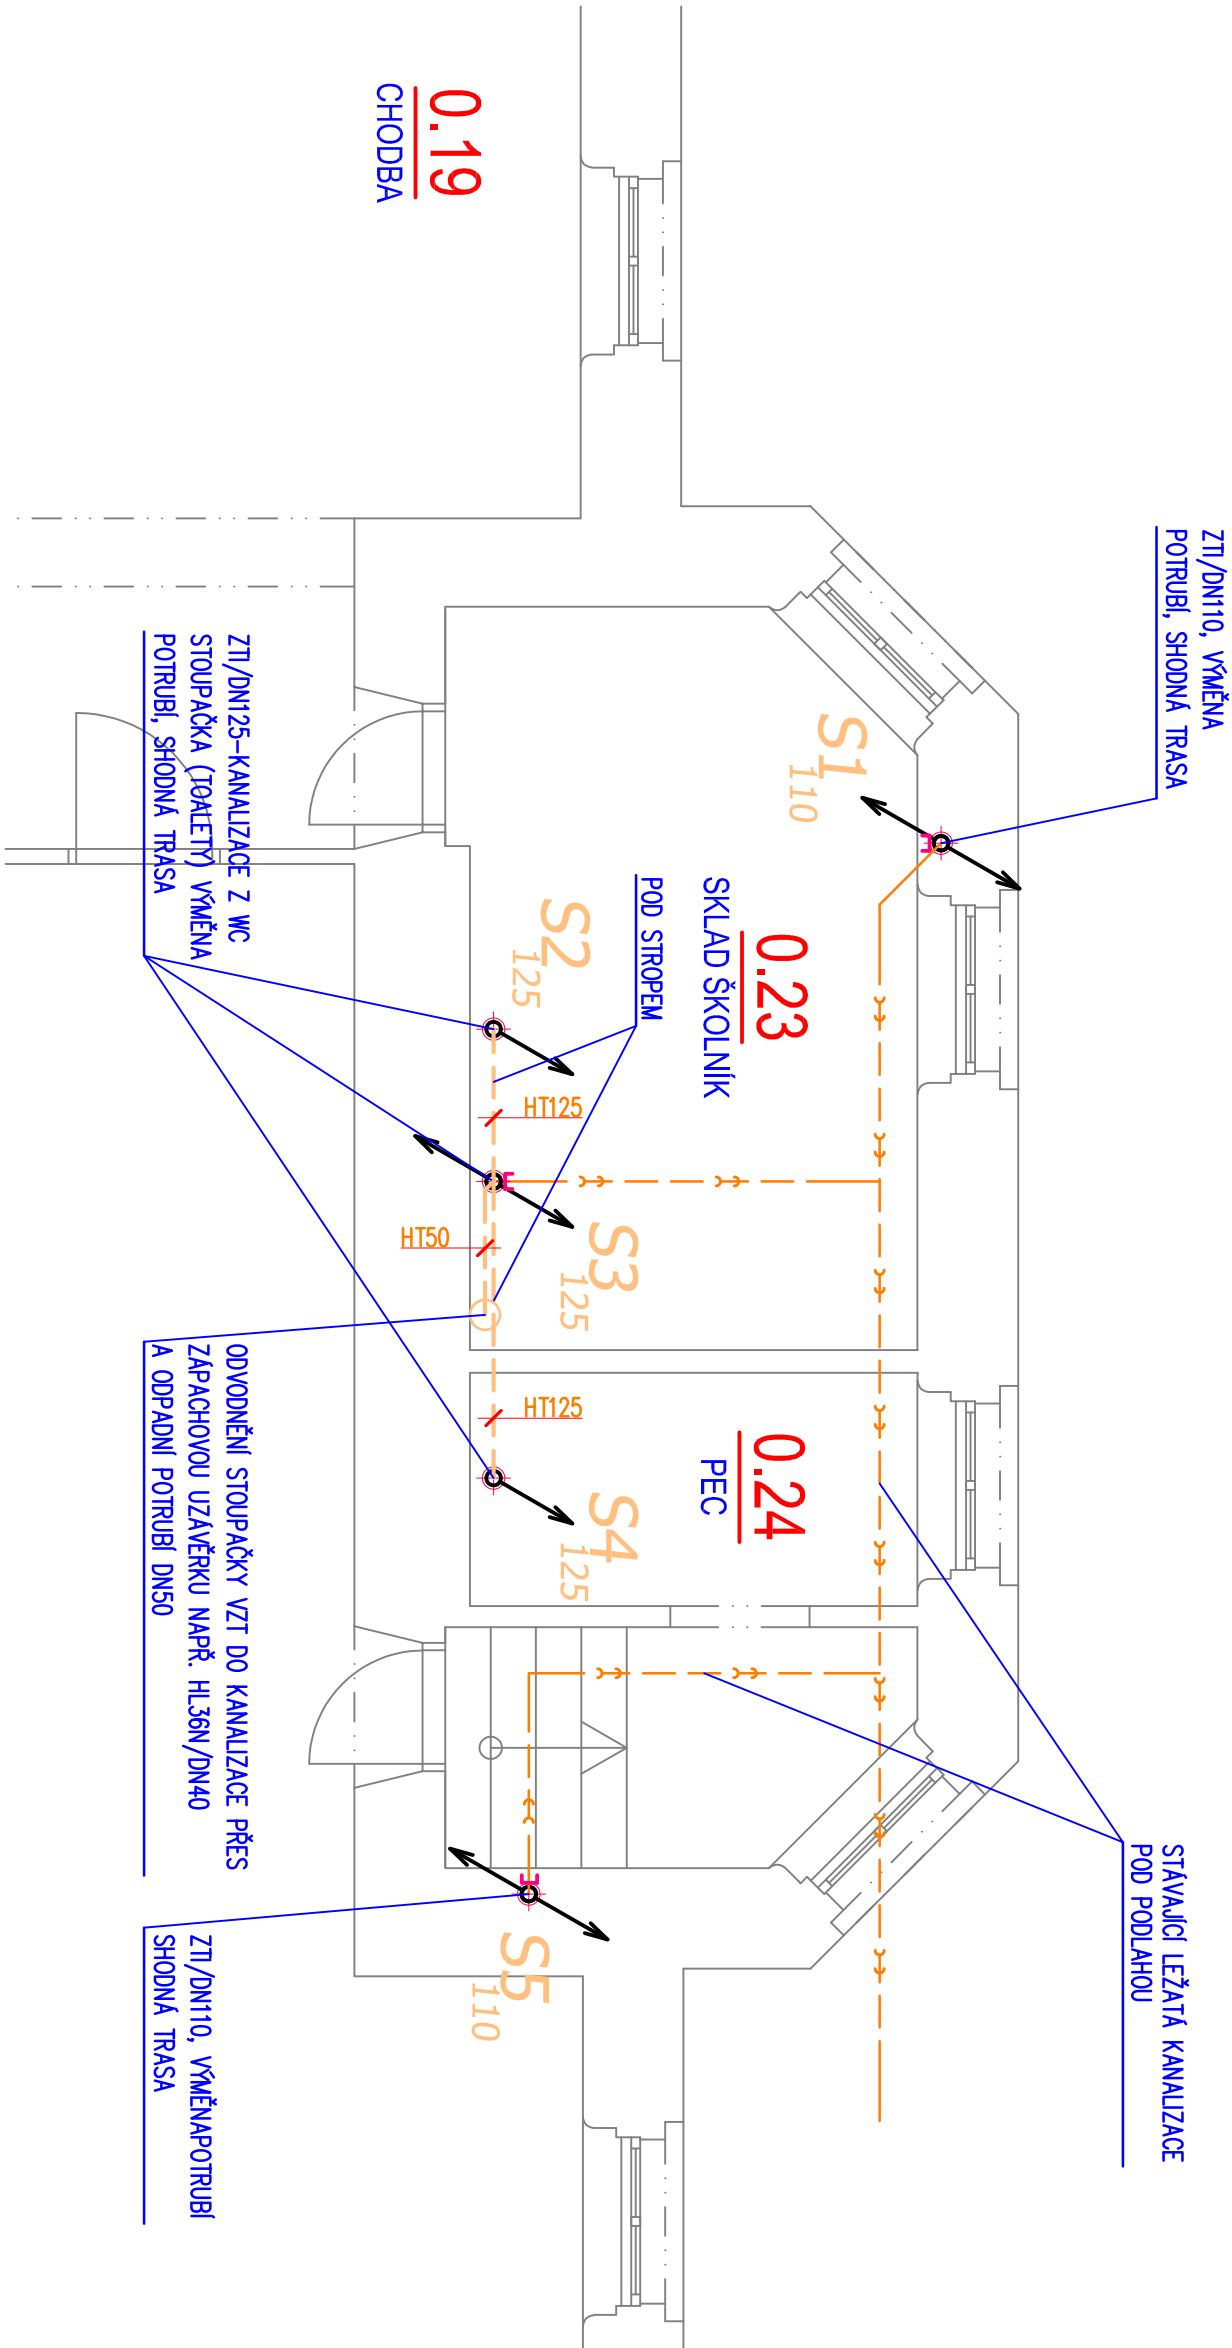 ZTI/DN110, VÝMĚNA
POTRUBÍ, SHODNÁ TRASA
0.19
CHODBA
S1
110
0.23
SKLAD ŠKOLNÍK
POD STROPEM
S2
125
HT125
ZTI/DN125-KANALIZACE Z WC
STOUPAČKA (TOALETY) VÝMĚNA
POTRUBÍ, SHODNÁ TRASA
S3
125
HT50
0.24
PEC
HT125
S4
125
ODVODNĚNÍ STOUPAČKY VZT DO KANALIZACE PŘES
ZÁPACHOVOU UZÁVĚRKU NAPŘ. HL36N/DN40
A ODPADNÍ POTRUBÍ DN50
STÁVAJÍCÍ LEŽATÁ KANALIZACE
POD PODLAHOU
S5
110
ZTI/DN110, VÝMĚNAPOTRUBÍ
SHODNÁ TRASA